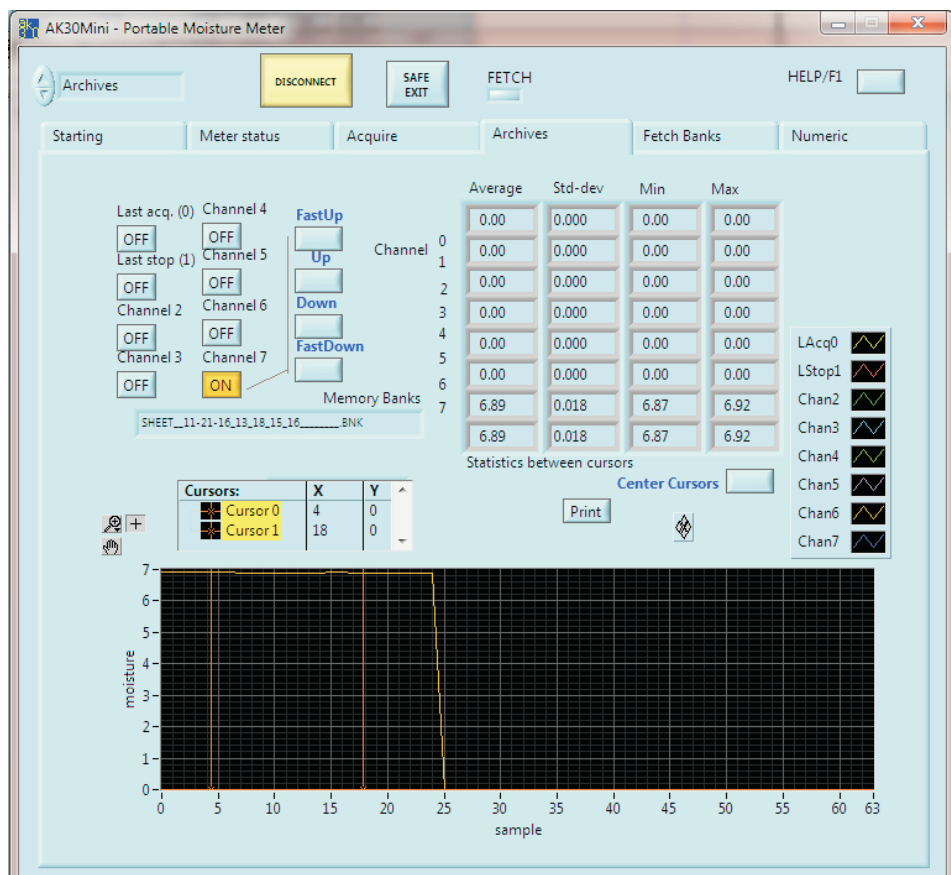 AK30Mini - Portable Moisture Meter
Archives
DISCONNECT
SAFE
EXIT
FETCH
HELP/F1
Starting Meter status Acquire Archives Fetch Banks Numeric
Average Std-dev Min Max
Last acq. (0) Channel 4 FastUp
OFF OFF
Last stop (1) Channel 5 Up
OFF OFF
Channel 2 Channel 6 Down
OFF OFF
Channel 3 Channel 7 FastDown
OFF ON
Channel
0
1
2
3
4
5
6
7
0.00 0.000 0.00 0.00
0.00 0.000 0.00 0.00
0.00 0.000 0.00 0.00
0.00 0.000 0.00 0.00
0.00 0.000 0.00 0.00
0.00 0.000 0.00 0.00
6.89 0.018 6.87 6.92
6.89 0.018 6.87 6.92
Memory Banks
SHEET__11-21-16_13_18_15_16_______.BNK
Statistics between cursors
Center Cursors
Print
LAcq0
LStop1
Chan2
Chan3
Chan4
Chan5
Chan6
Chan7
Cursors: X Y
Cursor 0 4 0
Cursor 1 18 0
moisture
7
6
5
4
3
2
1
0
0 5 10 15 20 25 30 35 40 45 50 55 60 63
sample